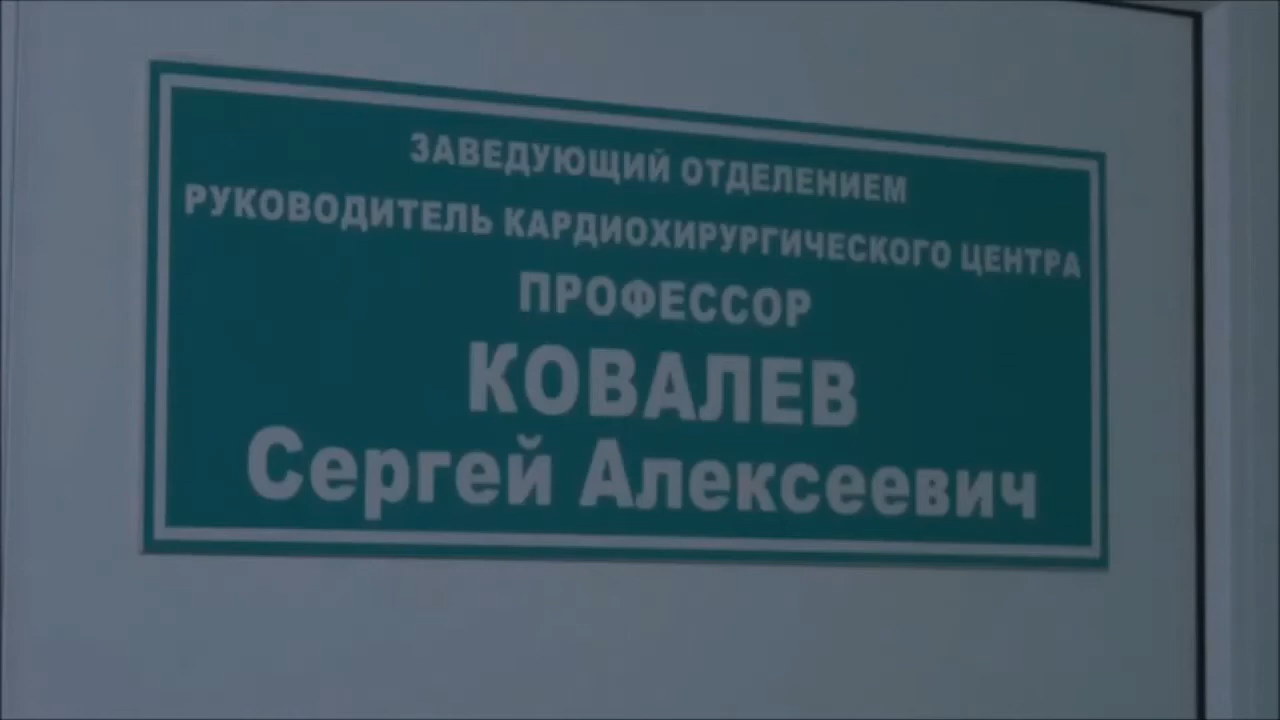 ЗАВЕДУЮЩИЙ ОТДЕЛЕНИЕМ
РУКОВОДИТЕЛЬ КАРДИОХИРУРГИЧЕСКОГО ЦЕНТРА
ПРОФЕССОР
КОВАЛЕВ
Сергей Алексеевич